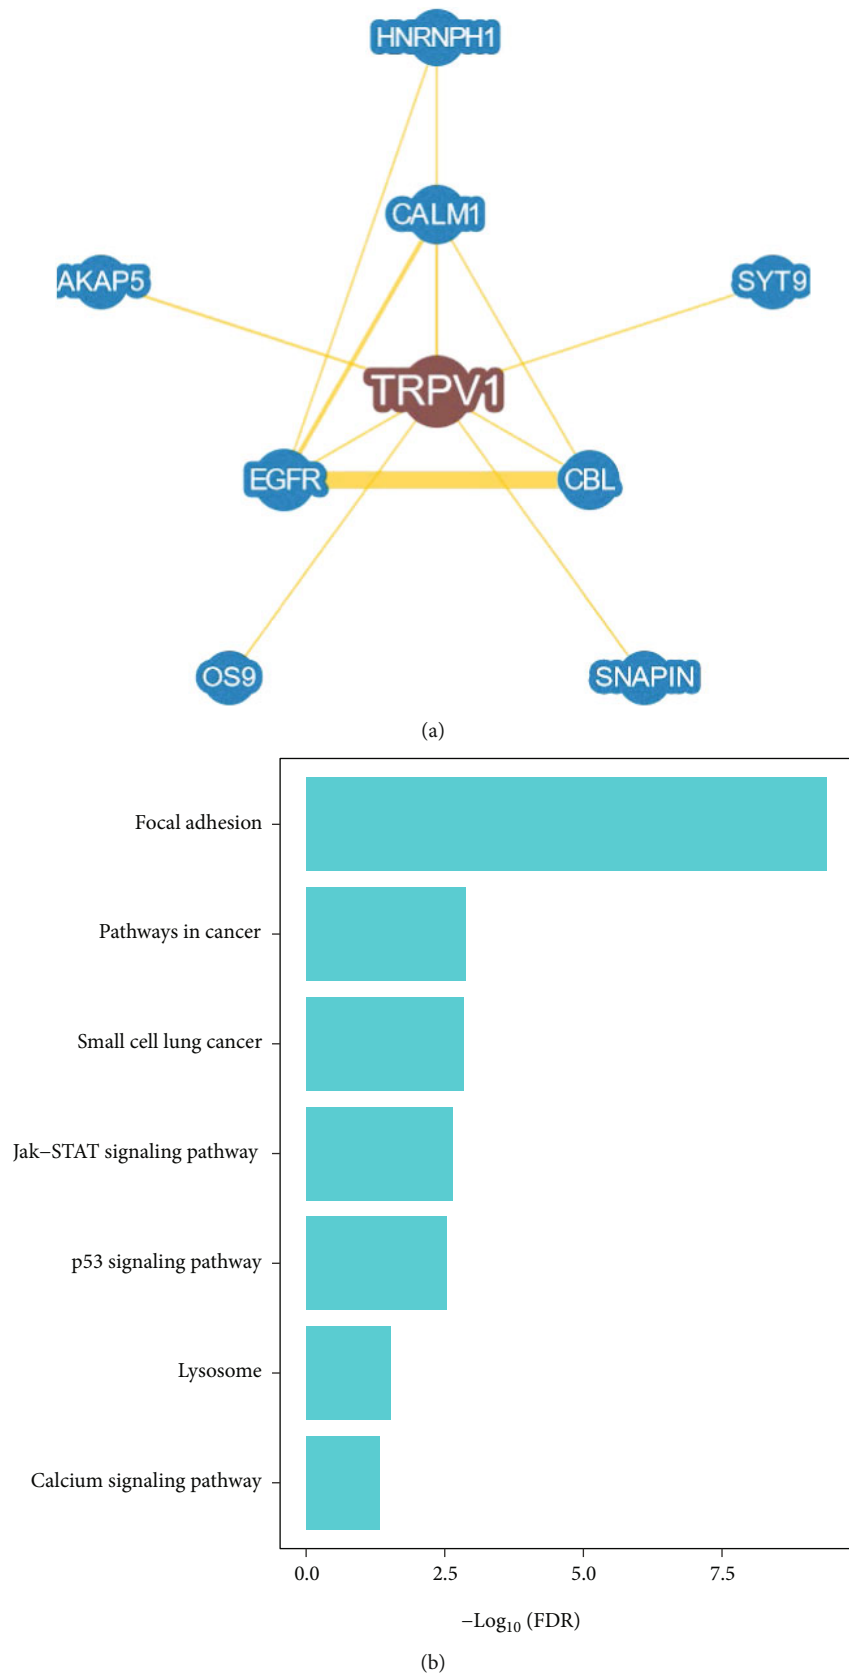 HNRNPH1
CALM1
AKAP5
SYT9
TRPV1
EGFR
CBL
OS9
SNAPIN
(a)
Focal adhesion
Pathways in cancer
Small cell lung cancer
Jak−STAT signaling pathway
p53 signaling pathway
Lysosome
Calcium signaling pathway
0.0 2.5 5.0 7.5
−Log₁₀ (FDR)
(b)